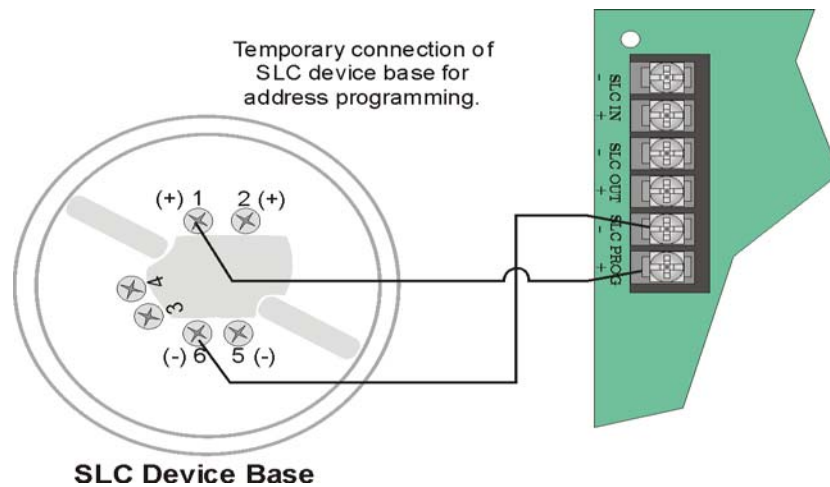 Temporary connection of
SLC device base for
address programming.
(+) 1
2 (+)
4
3
(-) 6
5 (-)
SLC Device Base
- SLC IN +
- SLC OUT +
- SLC PROG +